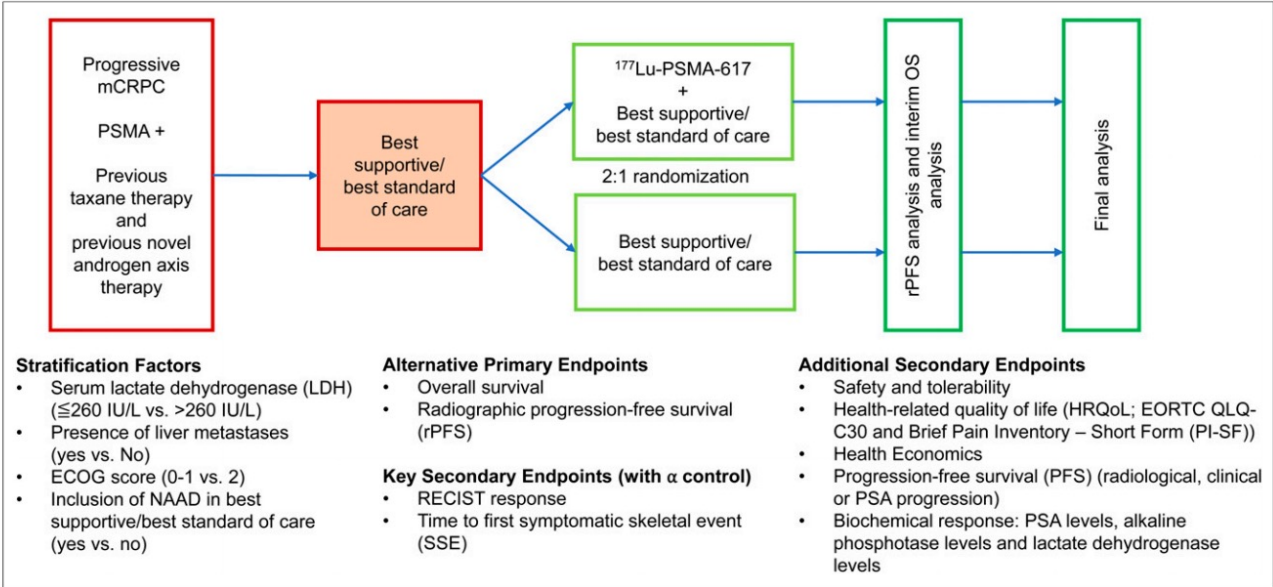 Progressive
mCRPC
PSMA +
Previous
taxane therapy
and
previous novel
androgen axis
therapy
Best
supportive/
best standard
of care
¹⁷⁷Lu-PSMA-617
+
Best supportive/
best standard of care
2:1 randomization
Best supportive/
best standard of care
rPFS analysis and interim OS
analysis
Final analysis
Stratification Factors
• Serum lactate dehydrogenase (LDH)
(≦260 IU/L vs. >260 IU/L)
• Presence of liver metastases
(yes vs. No)
• ECOG score (0-1 vs. 2)
• Inclusion of NAAD in best
supportive/best standard of care
(yes vs. no)
Alternative Primary Endpoints
• Overall survival
• Radiographic progression-free survival
(rPFS)
Key Secondary Endpoints (with α control)
• RECIST response
• Time to first symptomatic skeletal event
(SSE)
Additional Secondary Endpoints
• Safety and tolerability
• Health-related quality of life (HRQoL; EORTC QLQ-
C30 and Brief Pain Inventory – Short Form (PI-SF))
• Health Economics
• Progression-free survival (PFS) (radiological, clinical
or PSA progression)
• Biochemical response: PSA levels, alkaline
phosphotase levels and lactate dehydrogenase
levels